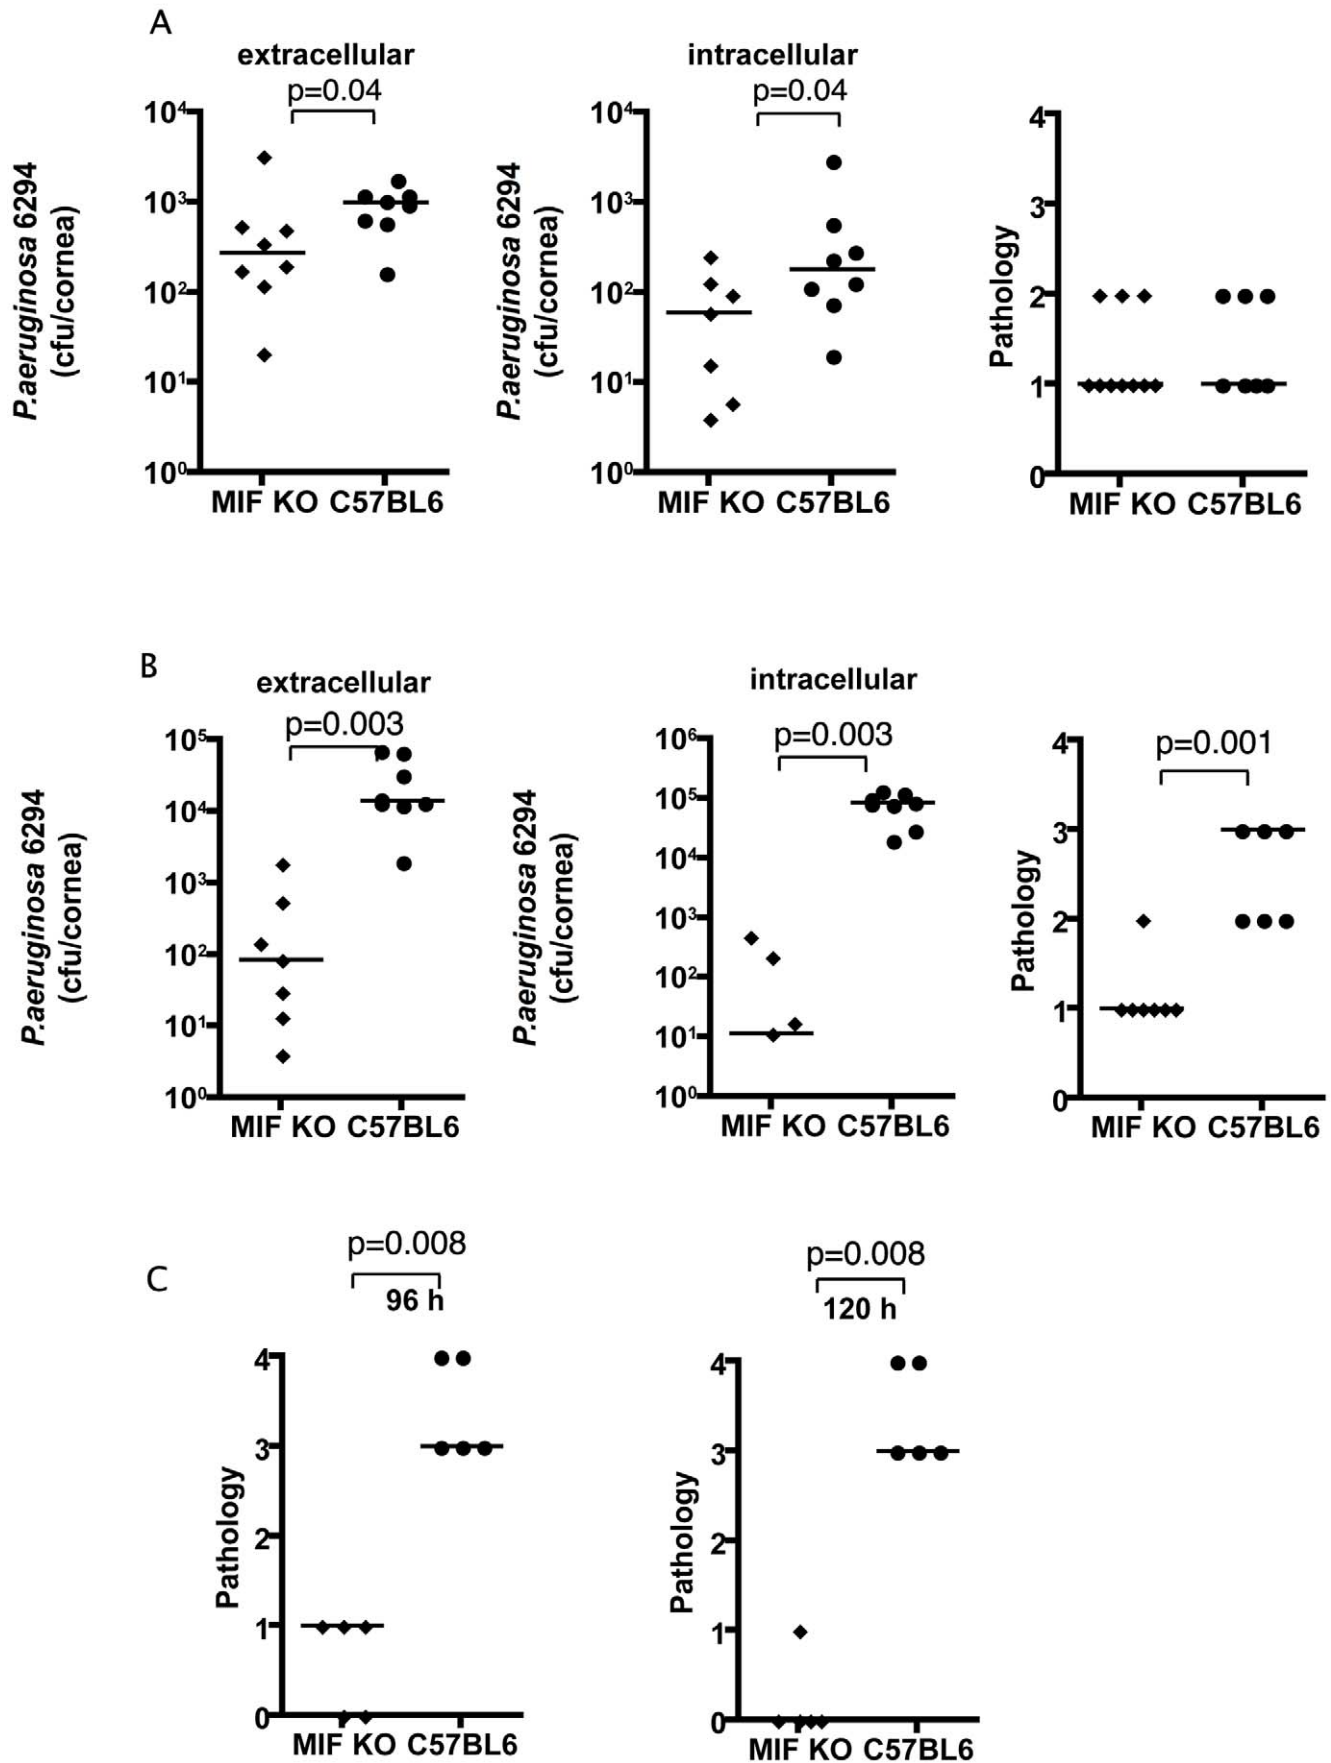 A
extracellular
p=0.04
10⁴
10³
10²
10¹
10⁰
P.aeruginosa 6294
(cfu/cornea)
MIF KO C57BL6
intracellular
p=0.04
10⁴
10³
10²
10¹
10⁰
P.aeruginosa 6294
(cfu/cornea)
MIF KO C57BL6
4
3
2
1
0
Pathology
MIF KO C57BL6
B
extracellular
p=0.003
10⁵
10⁴
10³
10²
10¹
10⁰
P.aeruginosa 6294
(cfu/cornea)
MIF KO C57BL6
intracellular
p=0.003
10⁶
10⁵
10⁴
10³
10²
10¹
10⁰
P.aeruginosa 6294
(cfu/cornea)
MIF KO C57BL6
p=0.001
4
3
2
1
0
Pathology
MIF KO C57BL6
C
p=0.008
96 h
4
3
2
1
0
Pathology
MIF KO C57BL6
p=0.008
120 h
4
3
2
1
0
Pathology
MIF KO C57BL6